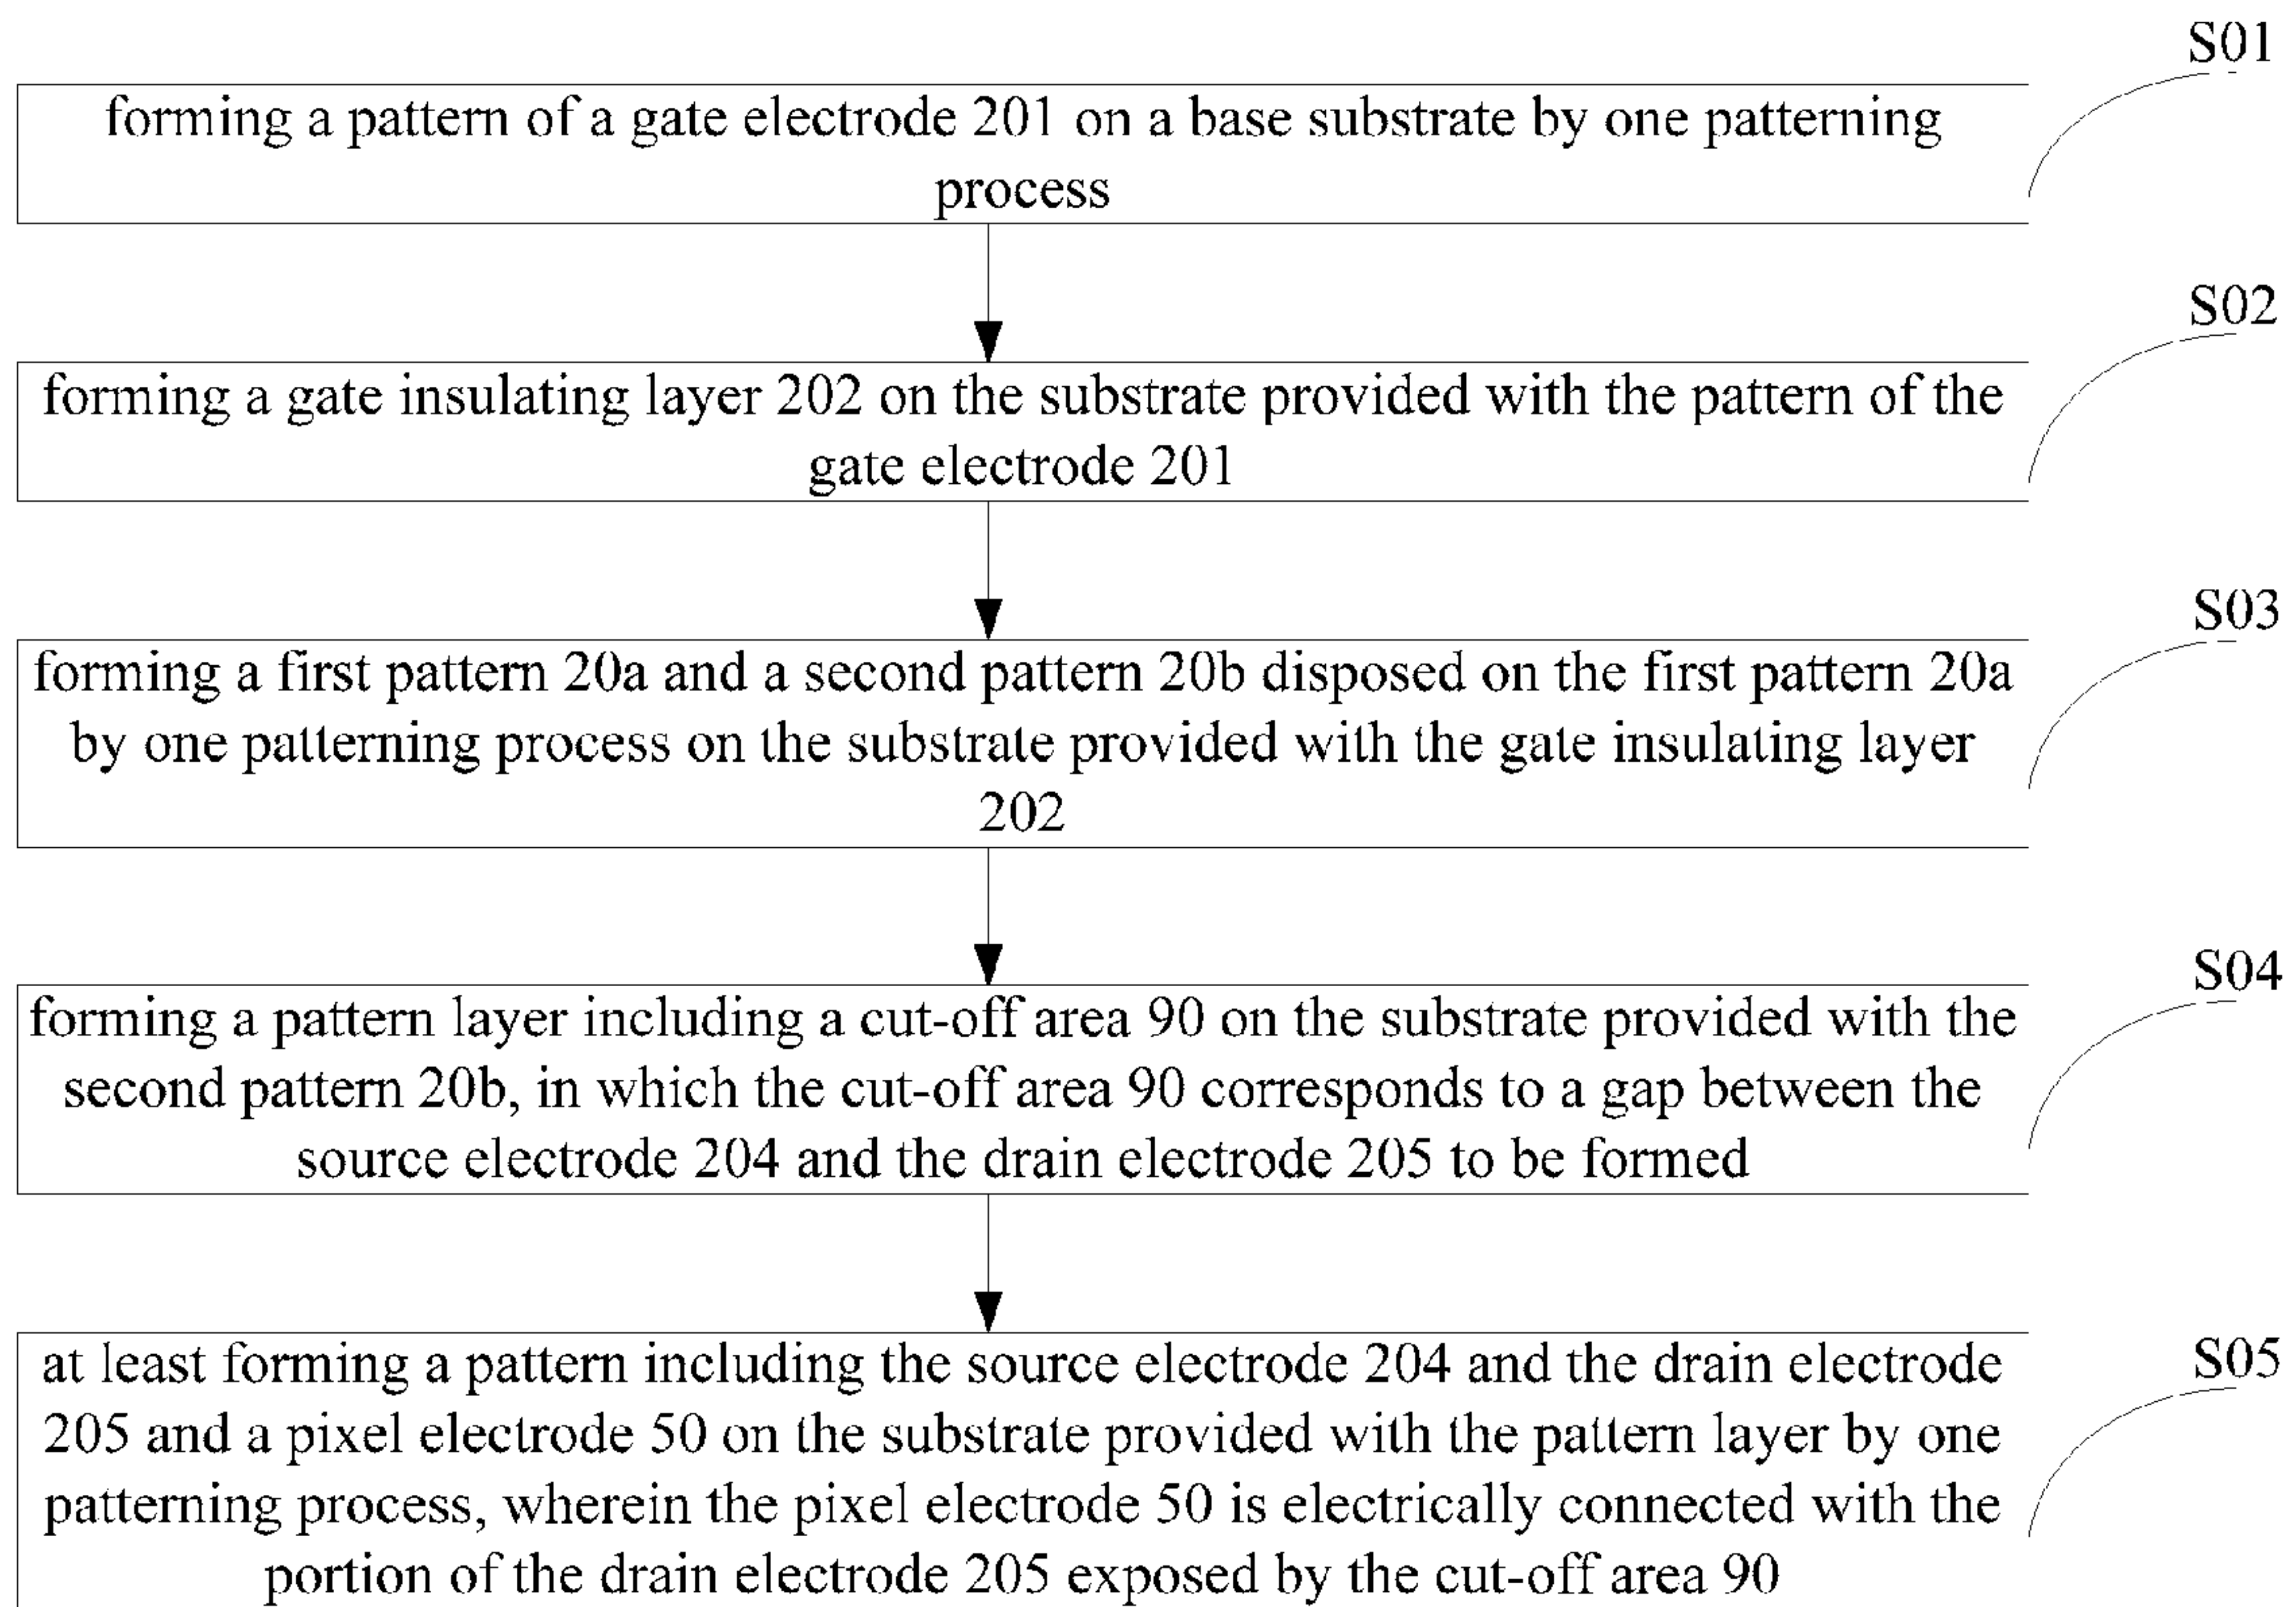 S01
forming a pattern of a gate electrode 201 on a base substrate by one patterning
process
S02
forming a gate insulating layer 202 on the substrate provided with the pattern of the
gate electrode 201
S03
forming a first pattern 20a and a second pattern 20b disposed on the first pattern 20a
by one patterning process on the substrate provided with the gate insulating layer
202
S04
forming a pattern layer including a cut-off area 90 on the substrate provided with the
second pattern 20b, in which the cut-off area 90 corresponds to a gap between the
source electrode 204 and the drain electrode 205 to be formed
S05
at least forming a pattern including the source electrode 204 and the drain electrode
205 and a pixel electrode 50 on the substrate provided with the pattern layer by one
patterning process, wherein the pixel electrode 50 is electrically connected with the
portion of the drain electrode 205 exposed by the cut-off area 90